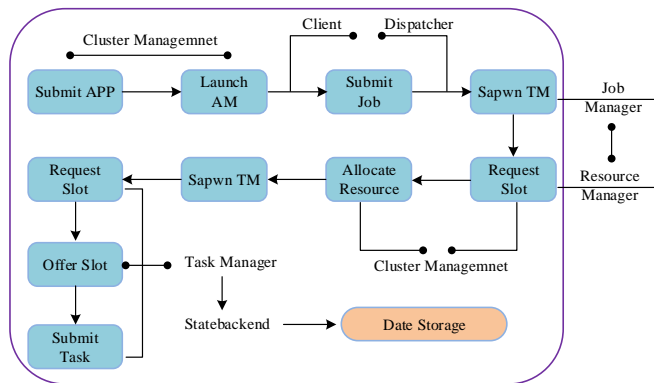 Cluster Managemnet
Client
Dispatcher
Submit APP
Launch
AM
Submit
Job
Sapwn TM
Job
Manager
Request
Slot
Sapwn TM
Allocate
Resource
Request
Slot
Resource
Manager
Offer Slot
Task Manager
Cluster Managemnet
Submit
Task
Statebackend
Date Storage